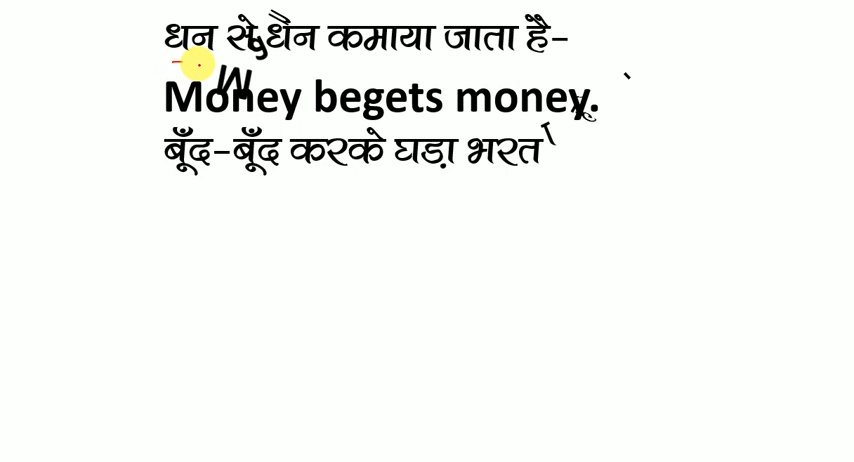 धन से धन कमाया जाता है-
Money begets money.
बूँद-बूँद करके घड़ा भरता